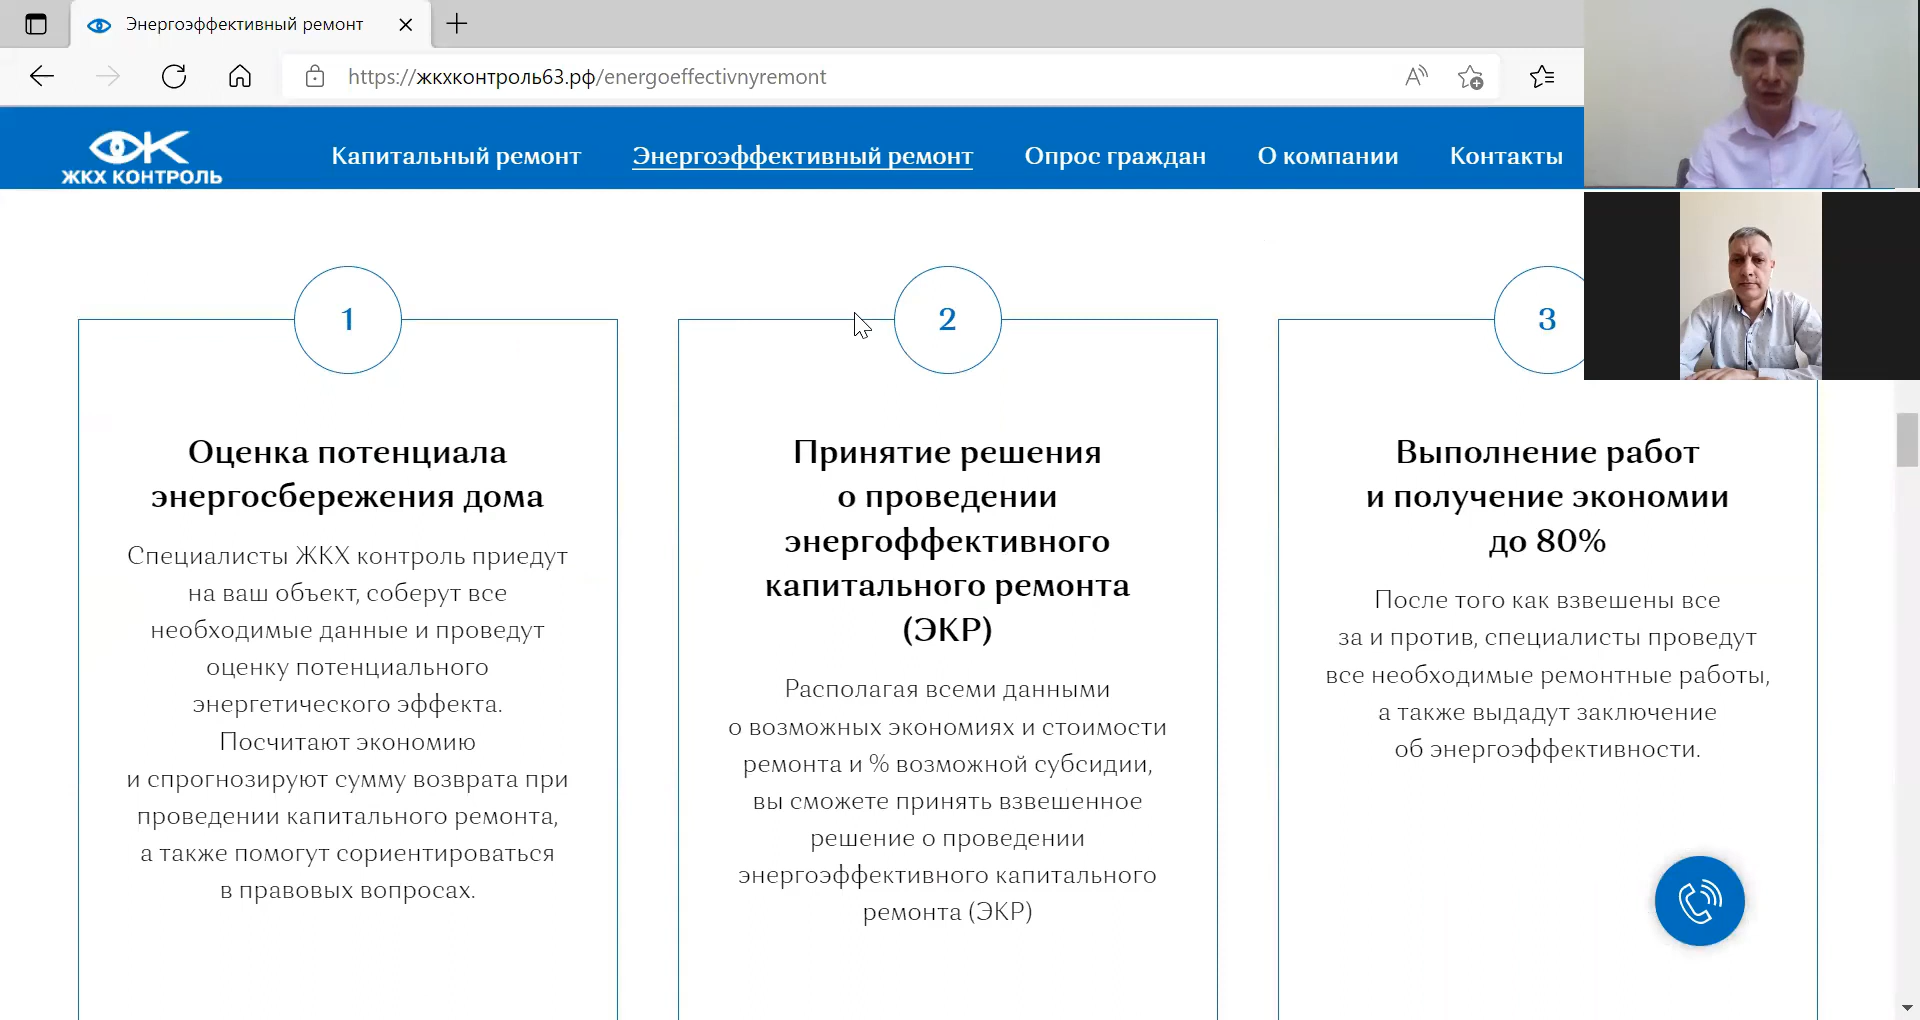 Энергоэффективный ремонт
https://жкхконтроль63.рф/energoeffectivnyremont
ЖКХ КОНТРОЛЬ
Капитальный ремонт
Энергоэффективный ремонт
Опрос граждан
О компании
Контакты
1
Оценка потенциала
энергосбережения дома
Специалисты ЖКХ контроль приедут
на ваш объект, соберут все
необходимые данные и проведут
оценку потенциального
энергетического эффекта.
Посчитают экономию
и спрогнозируют сумму возврата при
проведении капитального ремонта,
а также помогут сориентироваться
в правовых вопросах.
2
Принятие решения
о проведении
энергоффективного
капитального ремонта
(ЭКР)
Располагая всеми данными
о возможных экономиях и стоимости
ремонта и % возможной субсидии,
вы сможете принять взвешенное
решение о проведении
энергоэффективного капитального
ремонта (ЭКР)
3
Выполнение работ
и получение экономии
до 80%
После того как взвешены все
за и против, специалисты проведут
все необходимые ремонтные работы,
а также выдадут заключение
об энергоэффективности.